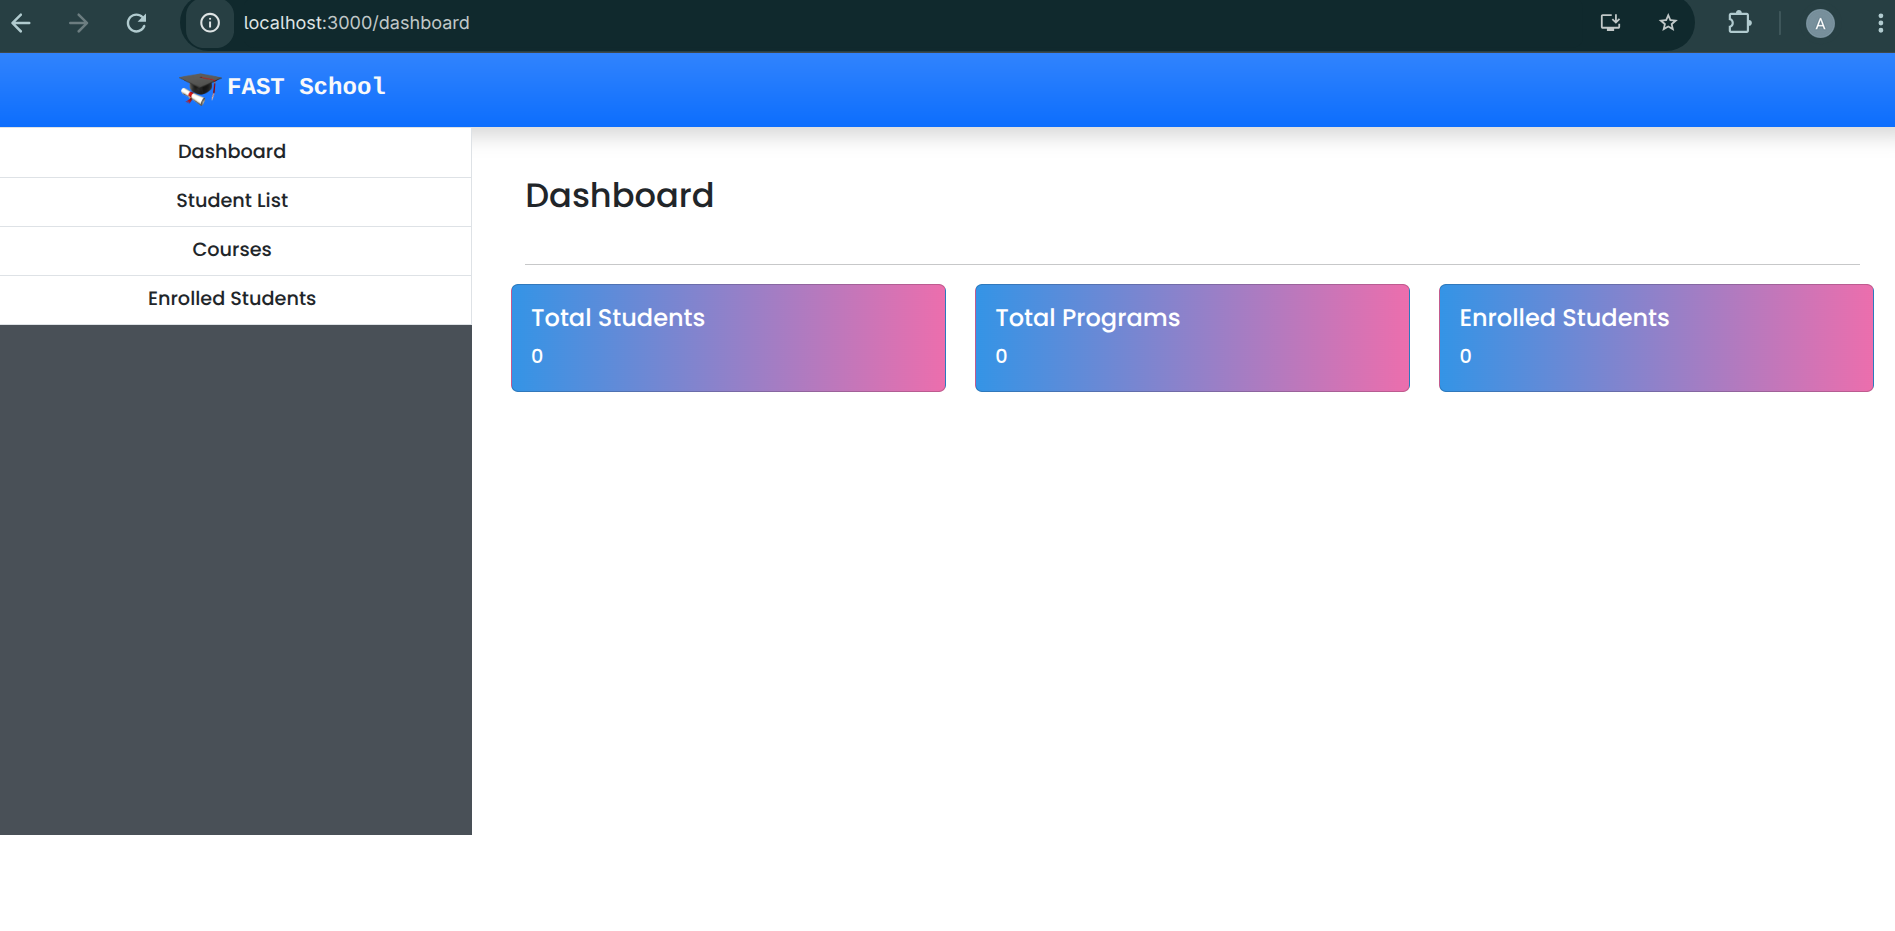 localhost:3000/dashboard
A
FAST School
Dashboard
Student List
Courses
Enrolled Students
Dashboard
Total Students
0
Total Programs
0
Enrolled Students
0